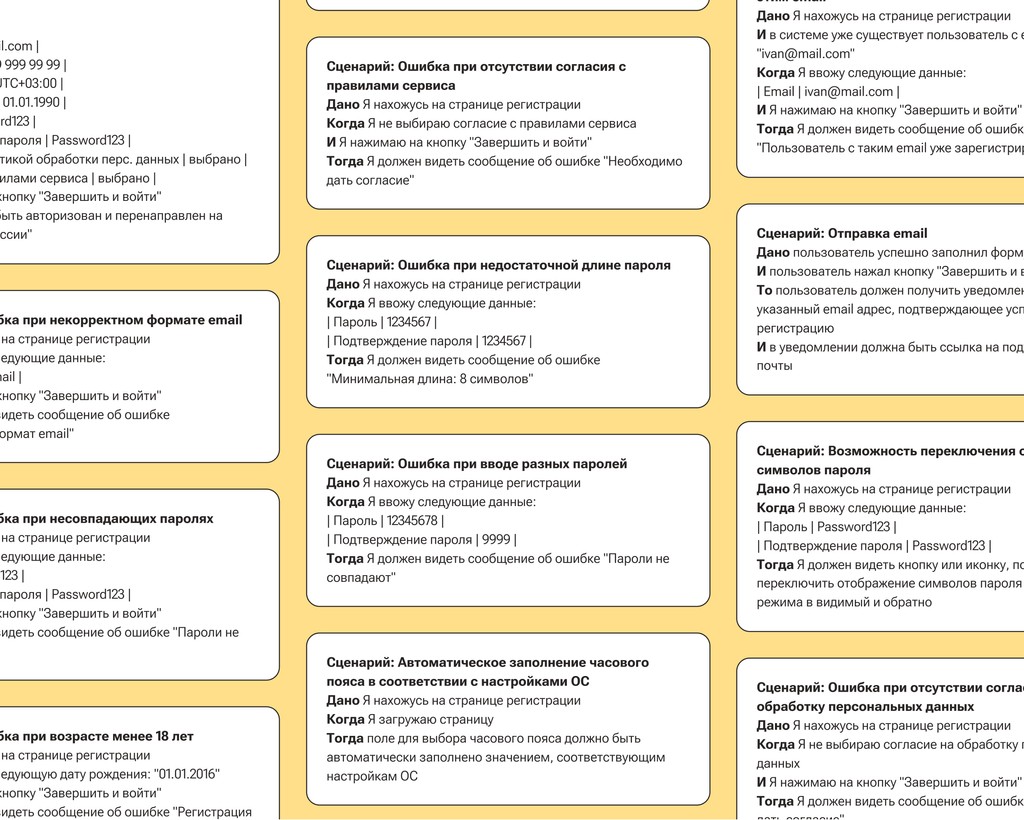 il.com |
999 99 99 |
UTC+03:00 |
01.01.1990 |
rd123 |
пароля | Password123 |
тикой обработки перс. данных | выбрано |
вилами сервиса | выбрано |
кнопку "Завершить и войти"
быть авторизован и перенаправлен на
ссии"
бка при некорректном формате email
на странице регистрации
едующие данные:
mail |
кнопку "Завершить и войти"
видеть сообщение об ошибке
ормат email"
бка при несовпадающих паролях
на странице регистрации
едующие данные:
123 |
пароля | Password123 |
кнопку "Завершить и войти"
видеть сообщение об ошибке "Пароли не
бка при возрасте менее 18 лет
на странице регистрации
едующую дату рождения: "01.01.2016"
кнопку "Завершить и войти"
видеть сообщение об ошибке "Регистрация
Сценарий: Ошибка при отсутствии согласия с
правилами сервиса
Дано Я нахожусь на странице регистрации
Когда Я не выбираю согласие с правилами сервиса
И Я нажимаю на кнопку "Завершить и войти"
Тогда Я должен видеть сообщение об ошибке "Необходимо
дать согласие"
Сценарий: Ошибка при недостаточной длине пароля
Дано Я нахожусь на странице регистрации
Когда Я ввожу следующие данные:
| Пароль | 1234567 |
| Подтверждение пароля | 1234567 |
Тогда Я должен видеть сообщение об ошибке
"Минимальная длина: 8 символов"
Сценарий: Ошибка при вводе разных паролей
Дано Я нахожусь на странице регистрации
Когда Я ввожу следующие данные:
| Пароль | 12345678 |
| Подтверждение пароля | 9999 |
Тогда Я должен видеть сообщение об ошибке "Пароли не
совпадают"
Сценарий: Автоматическое заполнение часового
пояса в соответствии с настройками ОС
Дано Я нахожусь на странице регистрации
Когда Я загружаю страницу
Тогда поле для выбора часового пояса должно быть
автоматически заполнено значением, соответствующим
настройкам ОС
Дано Я нахожусь на странице регистрации
И в системе уже существует пользователь с e
"ivan@mail.com"
Когда Я ввожу следующие данные:
| Email | ivan@mail.com |
И Я нажимаю на кнопку "Завершить и войти"
Тогда Я должен видеть сообщение об ошибк
"Пользователь с таким email уже зарегистрир
Сценарий: Отправка email
Дано пользователь успешно заполнил форм
И пользователь нажал кнопку "Завершить и в
То пользователь должен получить уведомлен
указанный email адрес, подтверждающее усп
регистрацию
И в уведомлении должна быть ссылка на под
почты
Сценарий: Возможность переключения о
символов пароля
Дано Я нахожусь на странице регистрации
Когда Я ввожу следующие данные:
| Пароль | Password123 |
| Подтверждение пароля | Password123 |
Тогда Я должен видеть кнопку или иконку, по
переключить отображение символов пароля
режима в видимый и обратно
Сценарий: Ошибка при отсутствии соглас
обработку персональных данных
Дано Я нахожусь на странице регистрации
Когда Я не выбираю согласие на обработку п
данных
И Я нажимаю на кнопку "Завершить и войти"
Тогда Я должен видеть сообщение об ошибк
дать согласие"